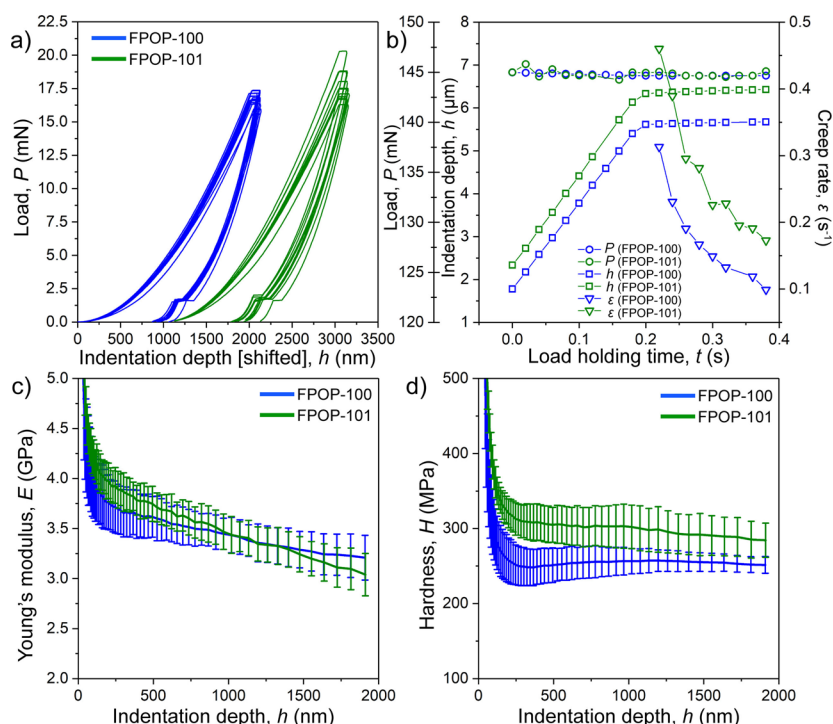 a)
FPOP-100
FPOP-101
22.5
20.0
17.5
15.0
12.5
10.0
7.5
5.0
2.5
0.0
Load, P (mN)
0 500 1000 1500 2000 2500 3000 3500
Indentation depth [shifted], h (nm)
b)
147
142
137
132
127
122
Load, P (mN)
8
7
6
5
4
3
2
1
Indentation depth, h (µm)
0.5
0.4
0.3
0.2
0.1
Creep rate, ε (s⁻¹)
P (FPOP-100)
P (FPOP-101)
h (FPOP-100)
h (FPOP-101)
ε (FPOP-100)
ε (FPOP-101)
0.0 0.1 0.2 0.3 0.4
Load holding time, t (s)
c)
FPOP-100
FPOP-101
5.0
4.5
4.0
3.5
3.0
2.5
2.0
Young's modulus, E (GPa)
0 500 1000 1500 2000
Indentation depth, h (nm)
d)
FPOP-100
FPOP-101
500
400
300
200
100
Hardness, H (MPa)
0 500 1000 1500 2000
Indentation depth, h (nm)